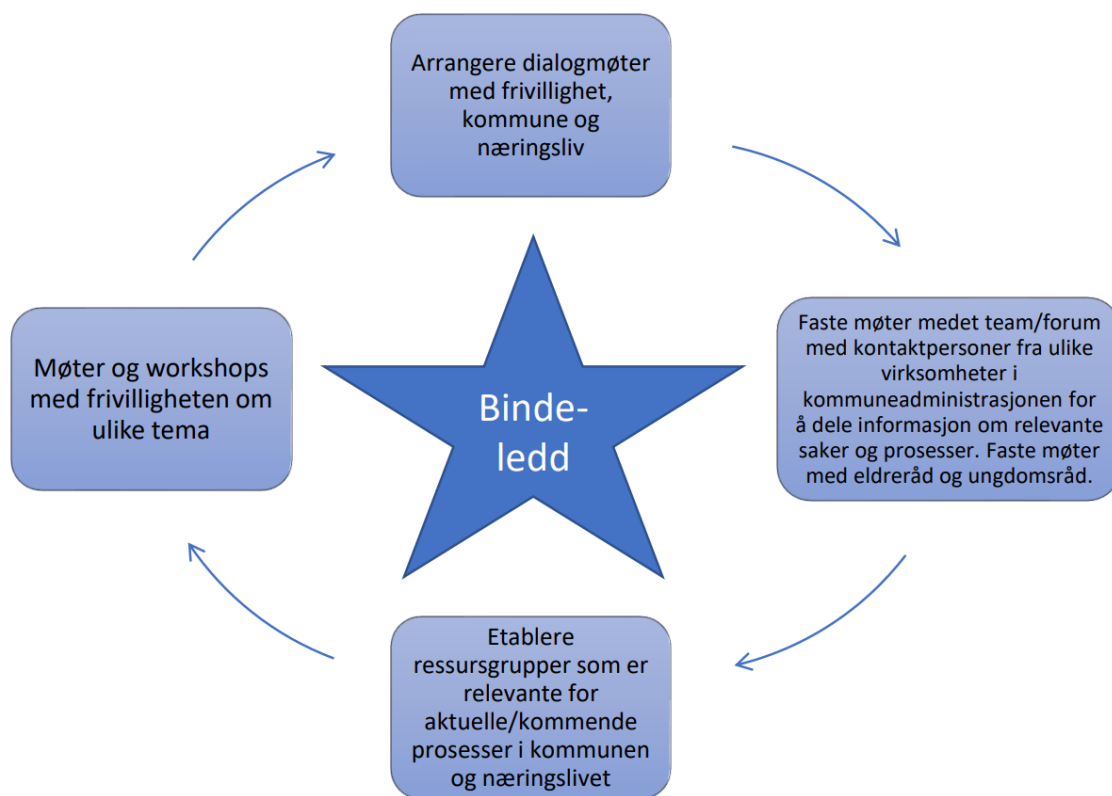 Arrangere dialogmøter
med frivillighet,
kommune og
næringsliv
Faste møter medet team/forum
med kontaktpersoner fra ulike
virksomheter i
kommuneadministrasjonen for
å dele informasjon om relevante
saker og prosesser. Faste møter
med eldreråd og ungdomsråd.
Møter og workshops
med frivilligheten om
ulike tema
Binde-
ledd
Etablere
ressursgrupper som er
relevante for
aktuelle/kommende
prosesser i kommunen
og næringslivet